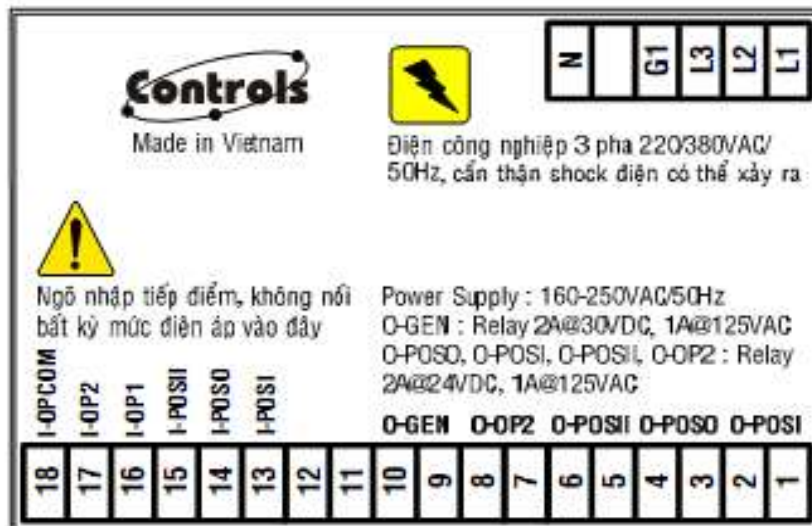 Controls
Made in Vietnam
N G1 L3 L2 L1
Điện công nghiệp 3 pha 220/380VAC/
50Hz, cẩn thận shock điện có thể xảy ra
Ngõ nhập tiếp điểm, không nối
bất kỳ mức điện áp vào đây
Power Supply : 160-250VAC/50Hz
O-GEN : Relay 2A@30VDC, 1A@125VAC
O-POSO, O-POSI, O-POSII, O-OP2 : Relay
2A@24VDC, 1A@125VAC
I-OPCOM I-OP2 I-OP1 I-POSII I-POSO I-POSI
O-GEN O-OP2 O-POSII O-POSO O-POSI
18 17 16 15 14 13 12 11 10 9 8 7 6 5 4 3 2 1